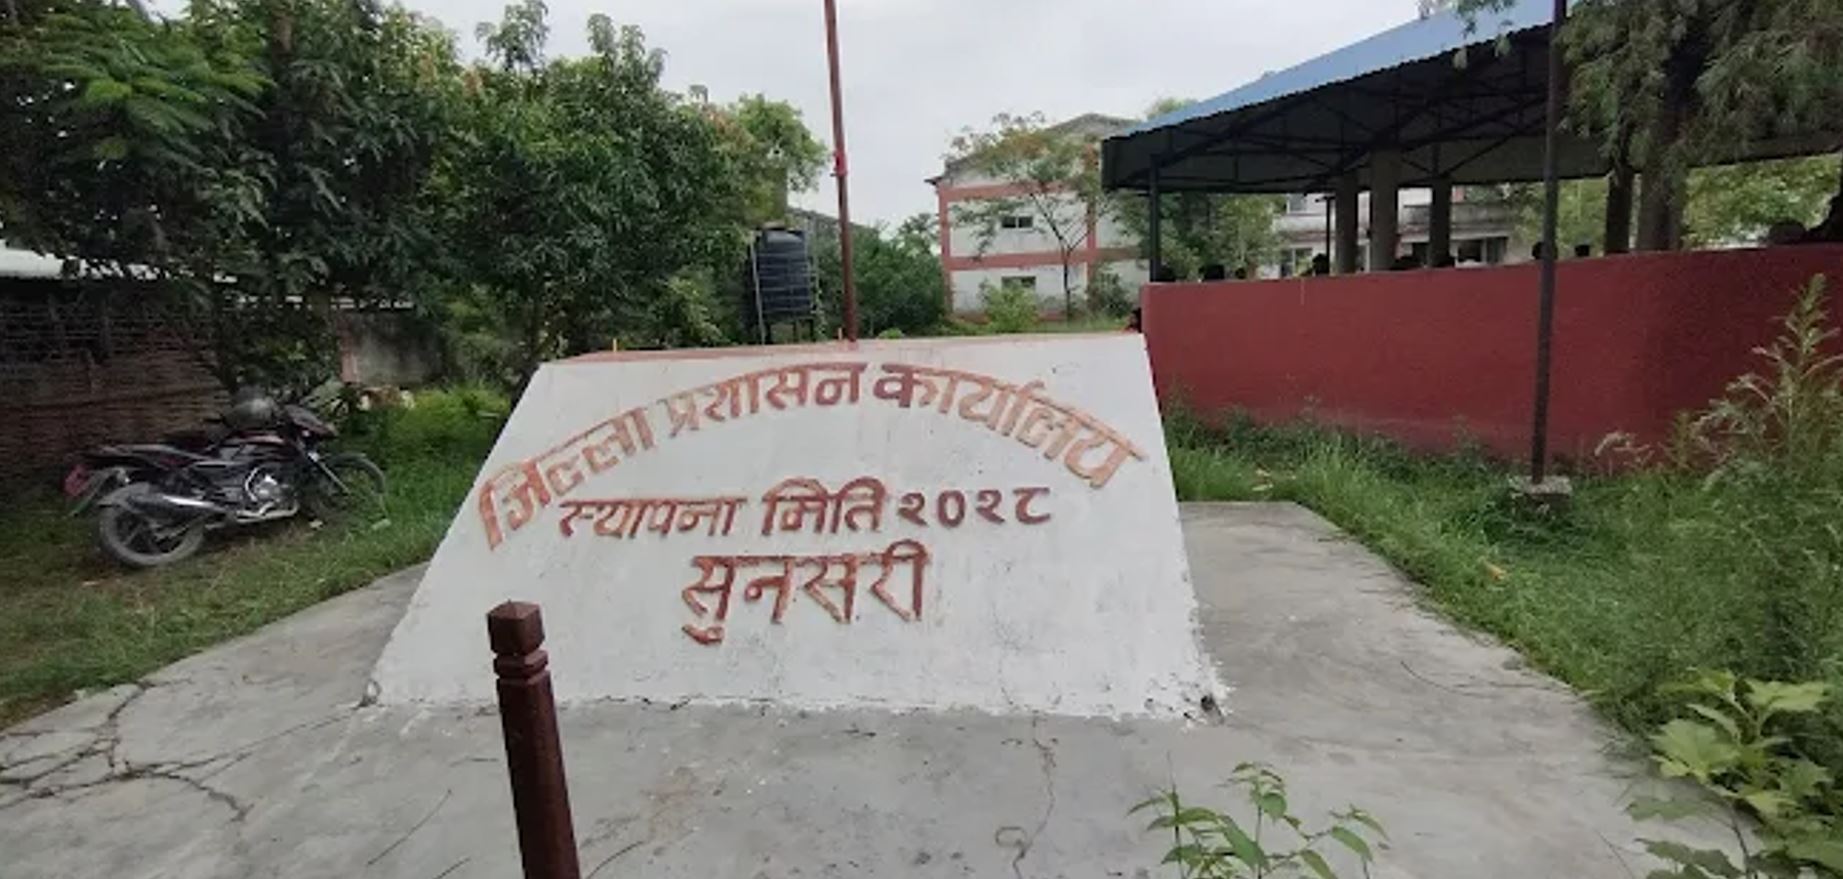 जिल्ला प्रशासन कार्यालय
स्थापना मिति २०२८
सुनसरी